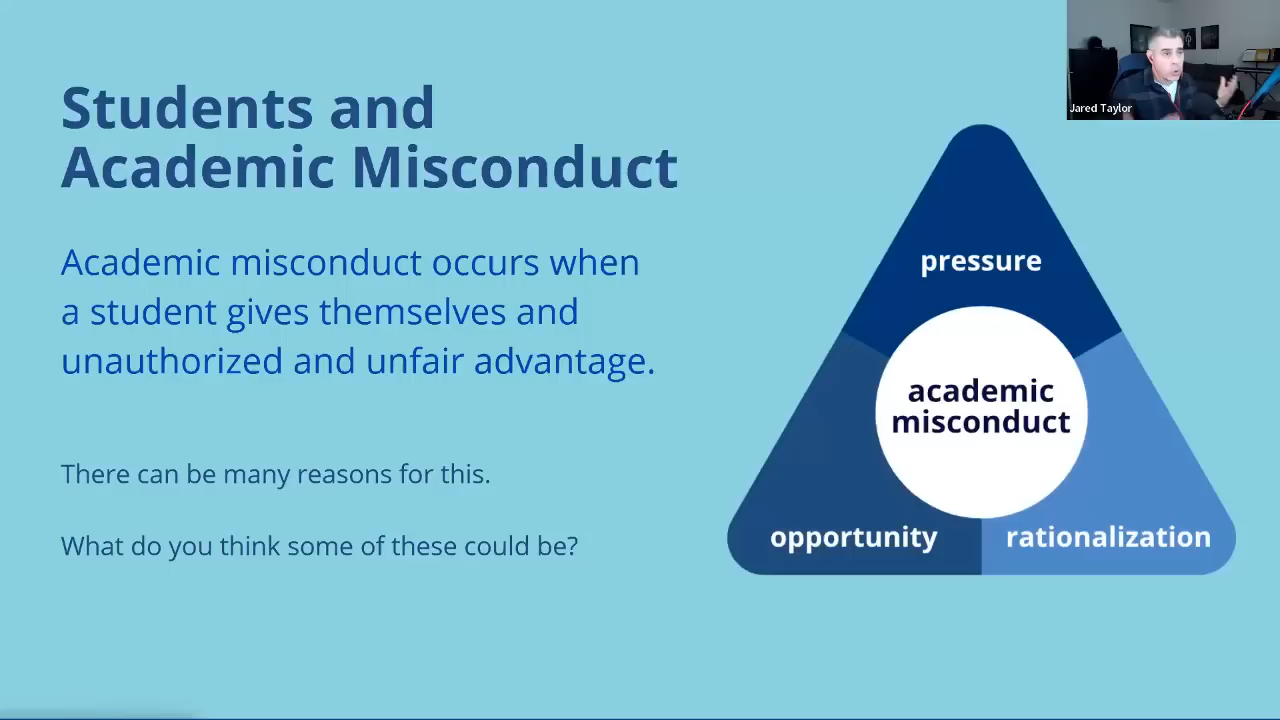 Students and
Academic Misconduct
Academic misconduct occurs when
a student gives themselves and
unauthorized and unfair advantage.
There can be many reasons for this.
What do you think some of these could be?
Jared Taylor
pressure
academic
misconduct
opportunity
rationalization